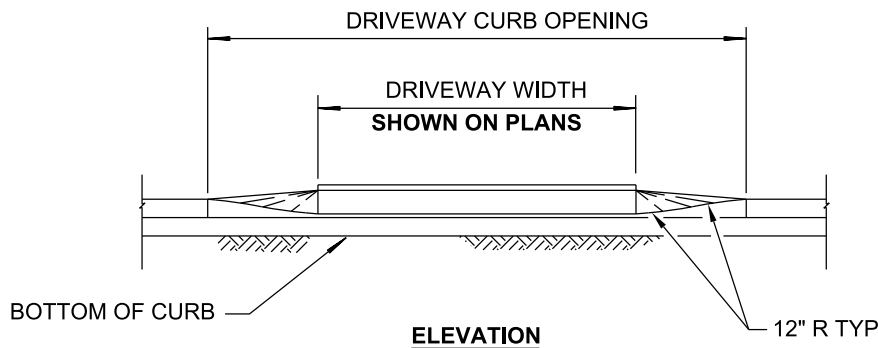 DRIVEWAY CURB OPENING
DRIVEWAY WIDTH
SHOWN ON PLANS
BOTTOM OF CURB
12" R TYP
ELEVATION